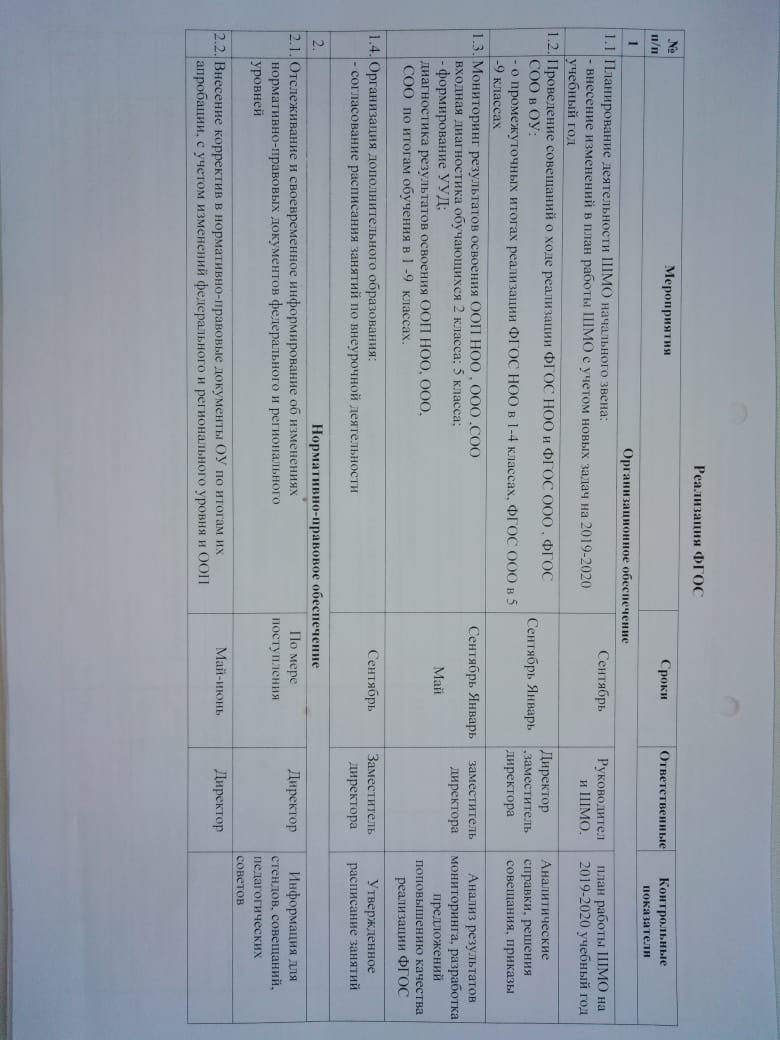 Реализация ФГОС
№
п/п
Мероприятия
Сроки
Ответственные
Контрольные
показатели
1
Организационное обеспечение
1.1
Планирование деятельности ШМО начального звена:
- внесение изменений в план работы ШМО с учетом новых задач на 2019-2020
учебный год
Сентябрь
Руководител
и ШМО.
план работы ШМО на
2019-2020 учебный год
1.2.
Проведение совещаний о ходе реализации ФГОС НОО и ФГОС ООО , ФГОС
СОО в ОУ:
- о промежуточных итогах реализации ФГОС НОО в 1-4 классах, ФГОС ООО в 5
-9 классах
Сентябрь Январь
Директор
,заместитель
директора
Аналитические
справки, решения
совещания, приказы
1.3.
Мониторинг результатов освоения ООП НОО , ООО ,СОО
входная диагностика обучающихся 2 класса; 5 класса;
- формирование УУД;
диагностика результатов освоения ООП НОО, ООО,
СОО по итогам обучения в 1 -9 классах.
Сентябрь Январь
Май
заместитель
директора
Анализ результатов
мониторинга, разработка
предложений
поповышению качества
реализации ФГОС
1.4.
Организация дополнительного образования:
- согласование расписания занятий по внеурочной деятельности
Сентябрь
Заместитель
директора
Утвержденное
расписание занятий
2.
Нормативно-правовое обеспечение
2.1.
Отслеживание и своевременное информирование об изменениях
нормативно-правовых документов федерального и регионального
уровней
По мере
поступления
Директор
Информация для
стендов, совещаний,
педагогических
советов
2.2.
Внесение корректив в нормативно-правовые документы ОУ по итогам их
апробации, с учетом изменений федерального и регионального уровня и ООП
Май-июнь
Директор